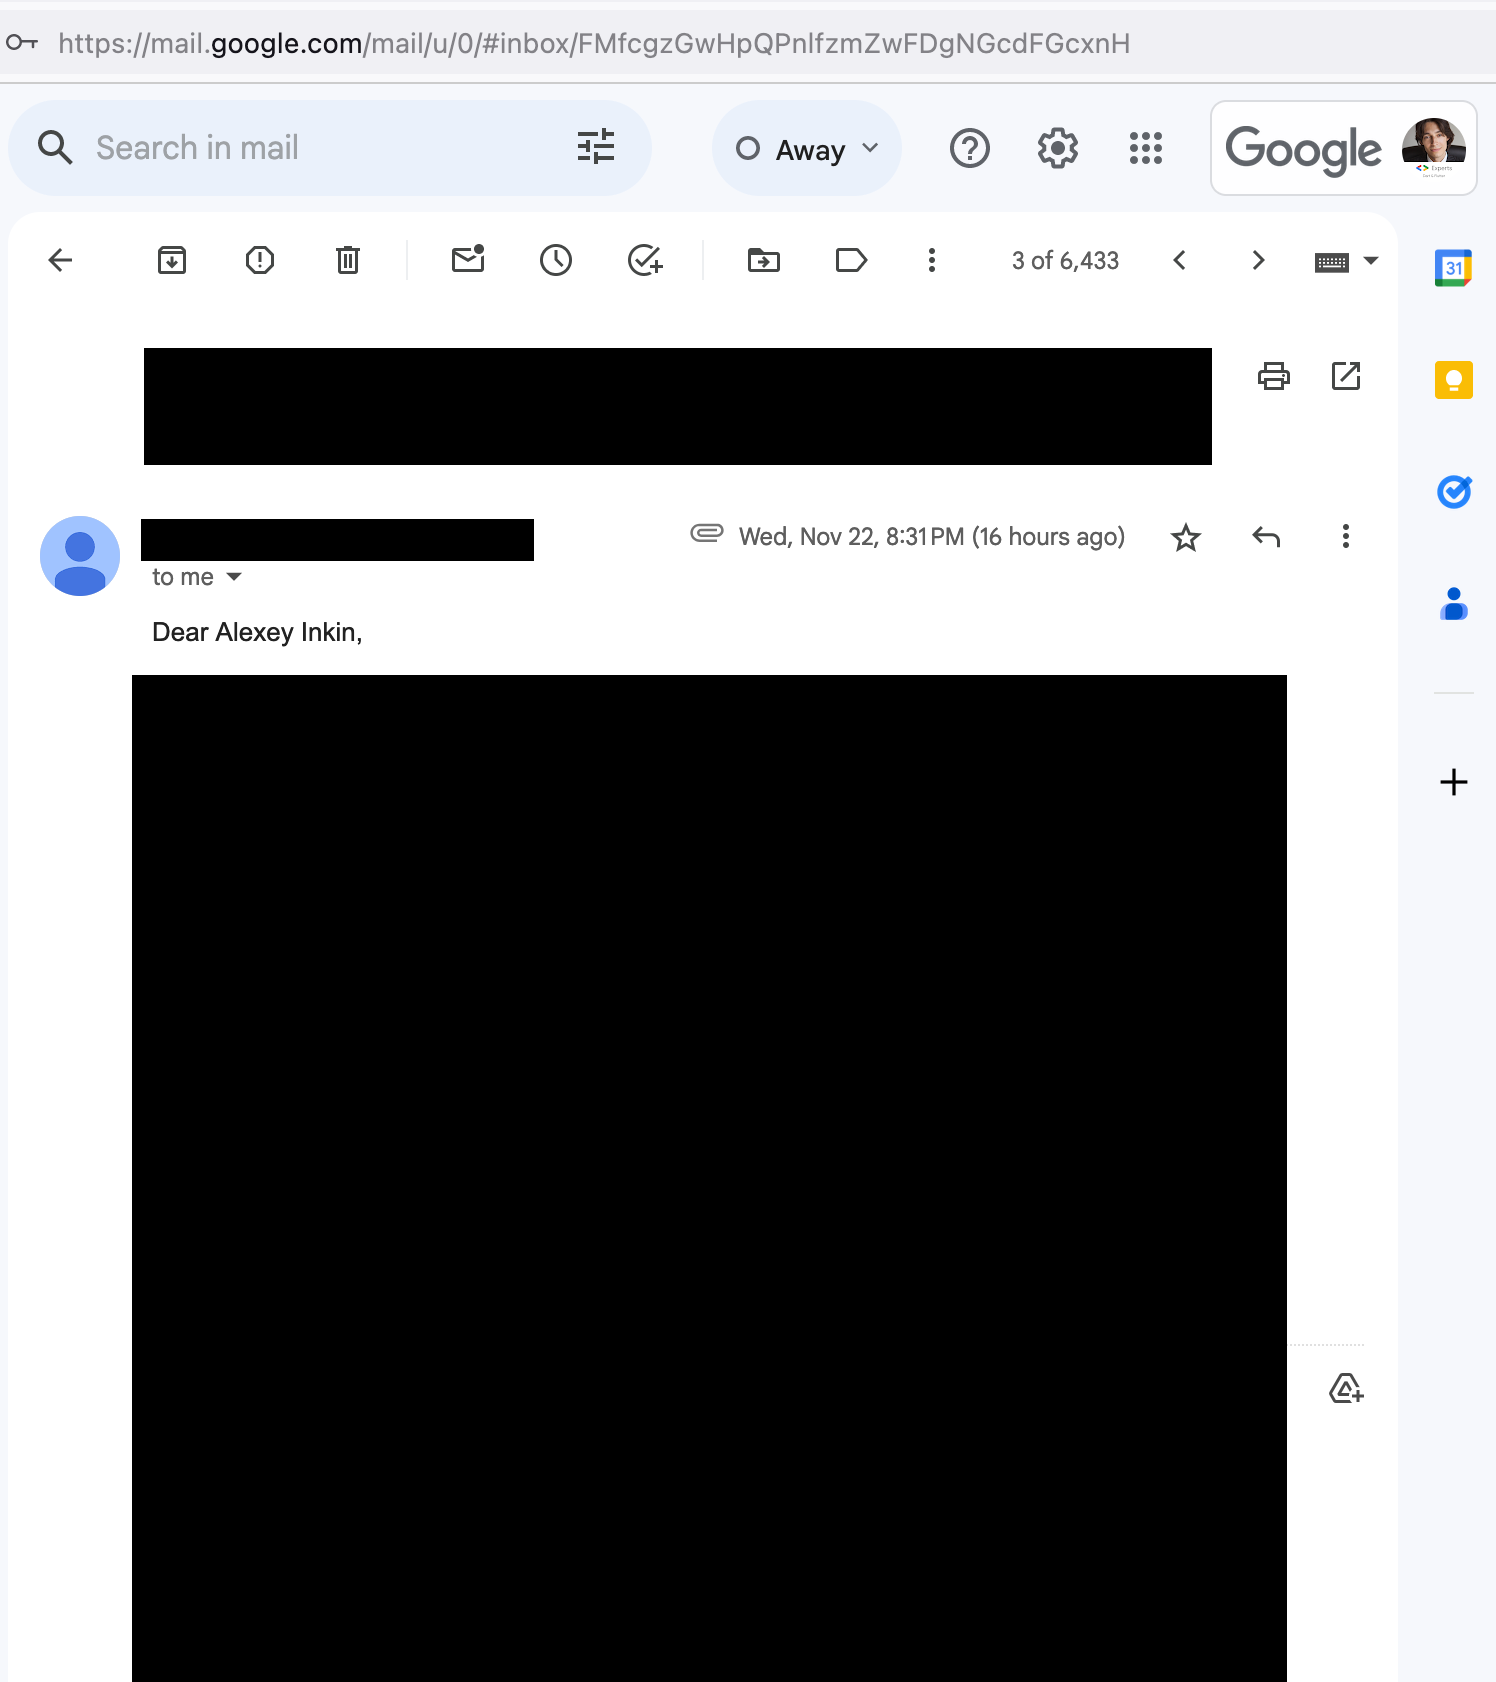 https://mail.google.com/mail/u/0/#inbox/FMfcgzGwHpQPnlfzmZwFDgNGcdFGcxnH
Search in mail
Away
Google
Experts
3 of 6,433
31
Wed, Nov 22, 8:31 PM (16 hours ago)
to me
Dear Alexey Inkin,